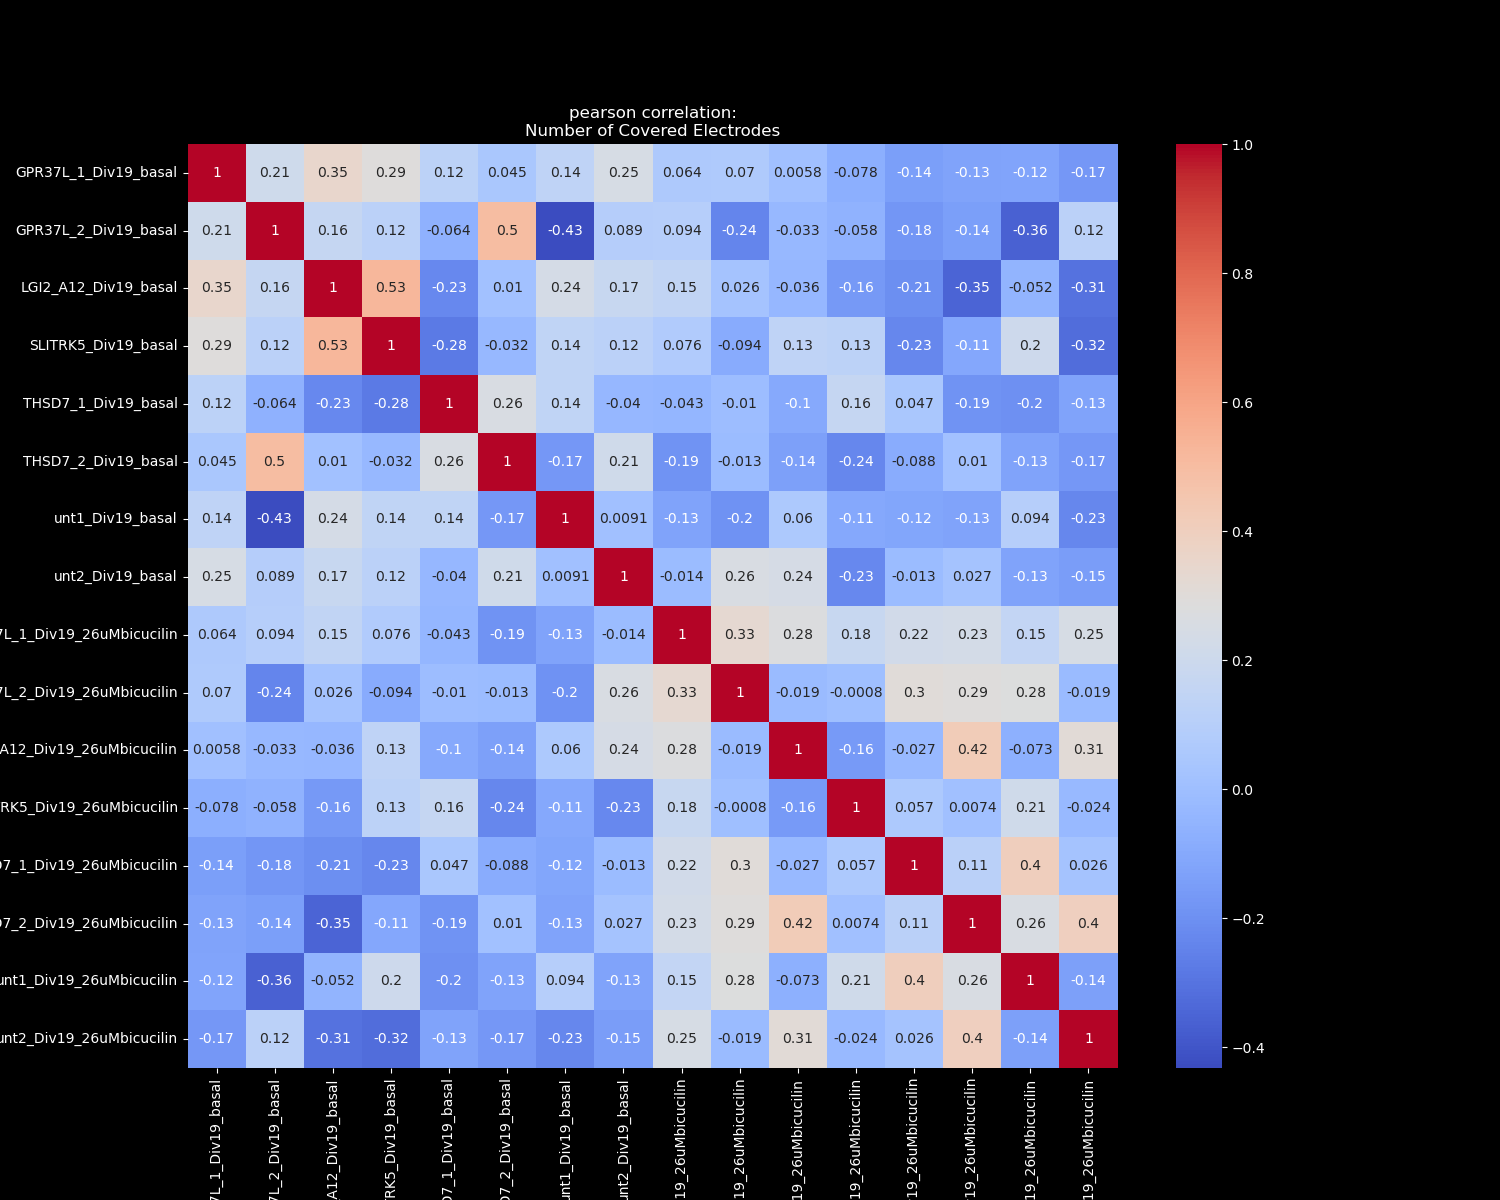 pearson correlation:
Number of Covered Electrodes
GPR37L_1_Div19_basal 1 0.21 0.35 0.29 0.12 0.045 0.14 0.25 0.064 0.07 0.0058 -0.078 -0.14 -0.13 -0.12 -0.17
GPR37L_2_Div19_basal 0.21 1 0.16 0.12 -0.064 0.5 -0.43 0.089 0.094 -0.24 -0.033 -0.058 -0.18 -0.14 -0.36 0.12
LGI2_A12_Div19_basal 0.35 0.16 1 0.53 -0.23 0.01 0.24 0.17 0.15 0.026 -0.036 -0.16 -0.21 -0.35 -0.052 -0.31
SLITRK5_Div19_basal 0.29 0.12 0.53 1 -0.28 -0.032 0.14 0.12 0.076 -0.094 0.13 0.13 -0.23 -0.11 0.2 -0.32
THSD7_1_Div19_basal 0.12 -0.064 -0.23 -0.28 1 0.26 0.14 -0.04 -0.043 -0.01 -0.1 0.16 0.047 -0.19 -0.2 -0.13
THSD7_2_Div19_basal 0.045 0.5 0.01 -0.032 0.26 1 -0.17 0.21 -0.19 -0.013 -0.14 -0.24 -0.088 0.01 -0.13 -0.17
unt1_Div19_basal 0.14 -0.43 0.24 0.14 0.14 -0.17 1 0.0091 -0.13 -0.2 0.06 -0.11 -0.12 -0.13 0.094 -0.23
unt2_Div19_basal 0.25 0.089 0.17 0.12 -0.04 0.21 0.0091 1 -0.014 0.26 0.24 -0.23 -0.013 0.027 -0.13 -0.15
7L_1_Div19_26uMbicucilin 0.064 0.094 0.15 0.076 -0.043 -0.19 -0.13 -0.014 1 0.33 0.28 0.18 0.22 0.23 0.15 0.25
7L_2_Div19_26uMbicucilin 0.07 -0.24 0.026 -0.094 -0.01 -0.013 -0.2 0.26 0.33 1 -0.019 -0.0008 0.3 0.29 0.28 -0.019
A12_Div19_26uMbicucilin 0.0058 -0.033 -0.036 0.13 -0.1 -0.14 0.06 0.24 0.28 -0.019 1 -0.16 -0.027 0.42 -0.073 0.31
RK5_Div19_26uMbicucilin -0.078 -0.058 -0.16 0.13 0.16 -0.24 -0.11 -0.23 0.18 -0.0008 -0.16 1 0.057 0.0074 0.21 -0.024
D7_1_Div19_26uMbicucilin -0.14 -0.18 -0.21 -0.23 0.047 -0.088 -0.12 -0.013 0.22 0.3 -0.027 0.057 1 0.11 0.4 0.026
D7_2_Div19_26uMbicucilin -0.13 -0.14 -0.35 -0.11 -0.19 0.01 -0.13 0.027 0.23 0.29 0.42 0.0074 0.11 1 0.26 0.4
unt1_Div19_26uMbicucilin -0.12 -0.36 -0.052 0.2 -0.2 -0.13 0.094 -0.13 0.15 0.28 -0.073 0.21 0.4 0.26 1 -0.14
unt2_Div19_26uMbicucilin -0.17 0.12 -0.31 -0.32 -0.13 -0.17 -0.23 -0.15 0.25 -0.019 0.31 -0.024 0.026 0.4 -0.14 1
7L_1_Div19_basal
7L_2_Div19_basal
A12_Div19_basal
RK5_Div19_basal
D7_1_Div19_basal
D7_2_Div19_basal
unt1_Div19_basal
unt2_Div19_basal
19_26uMbicucilin
19_26uMbicucilin
19_26uMbicucilin
19_26uMbicucilin
19_26uMbicucilin
19_26uMbicucilin
19_26uMbicucilin
19_26uMbicucilin
1.0
0.8
0.6
0.4
0.2
0.0
−0.2
−0.4